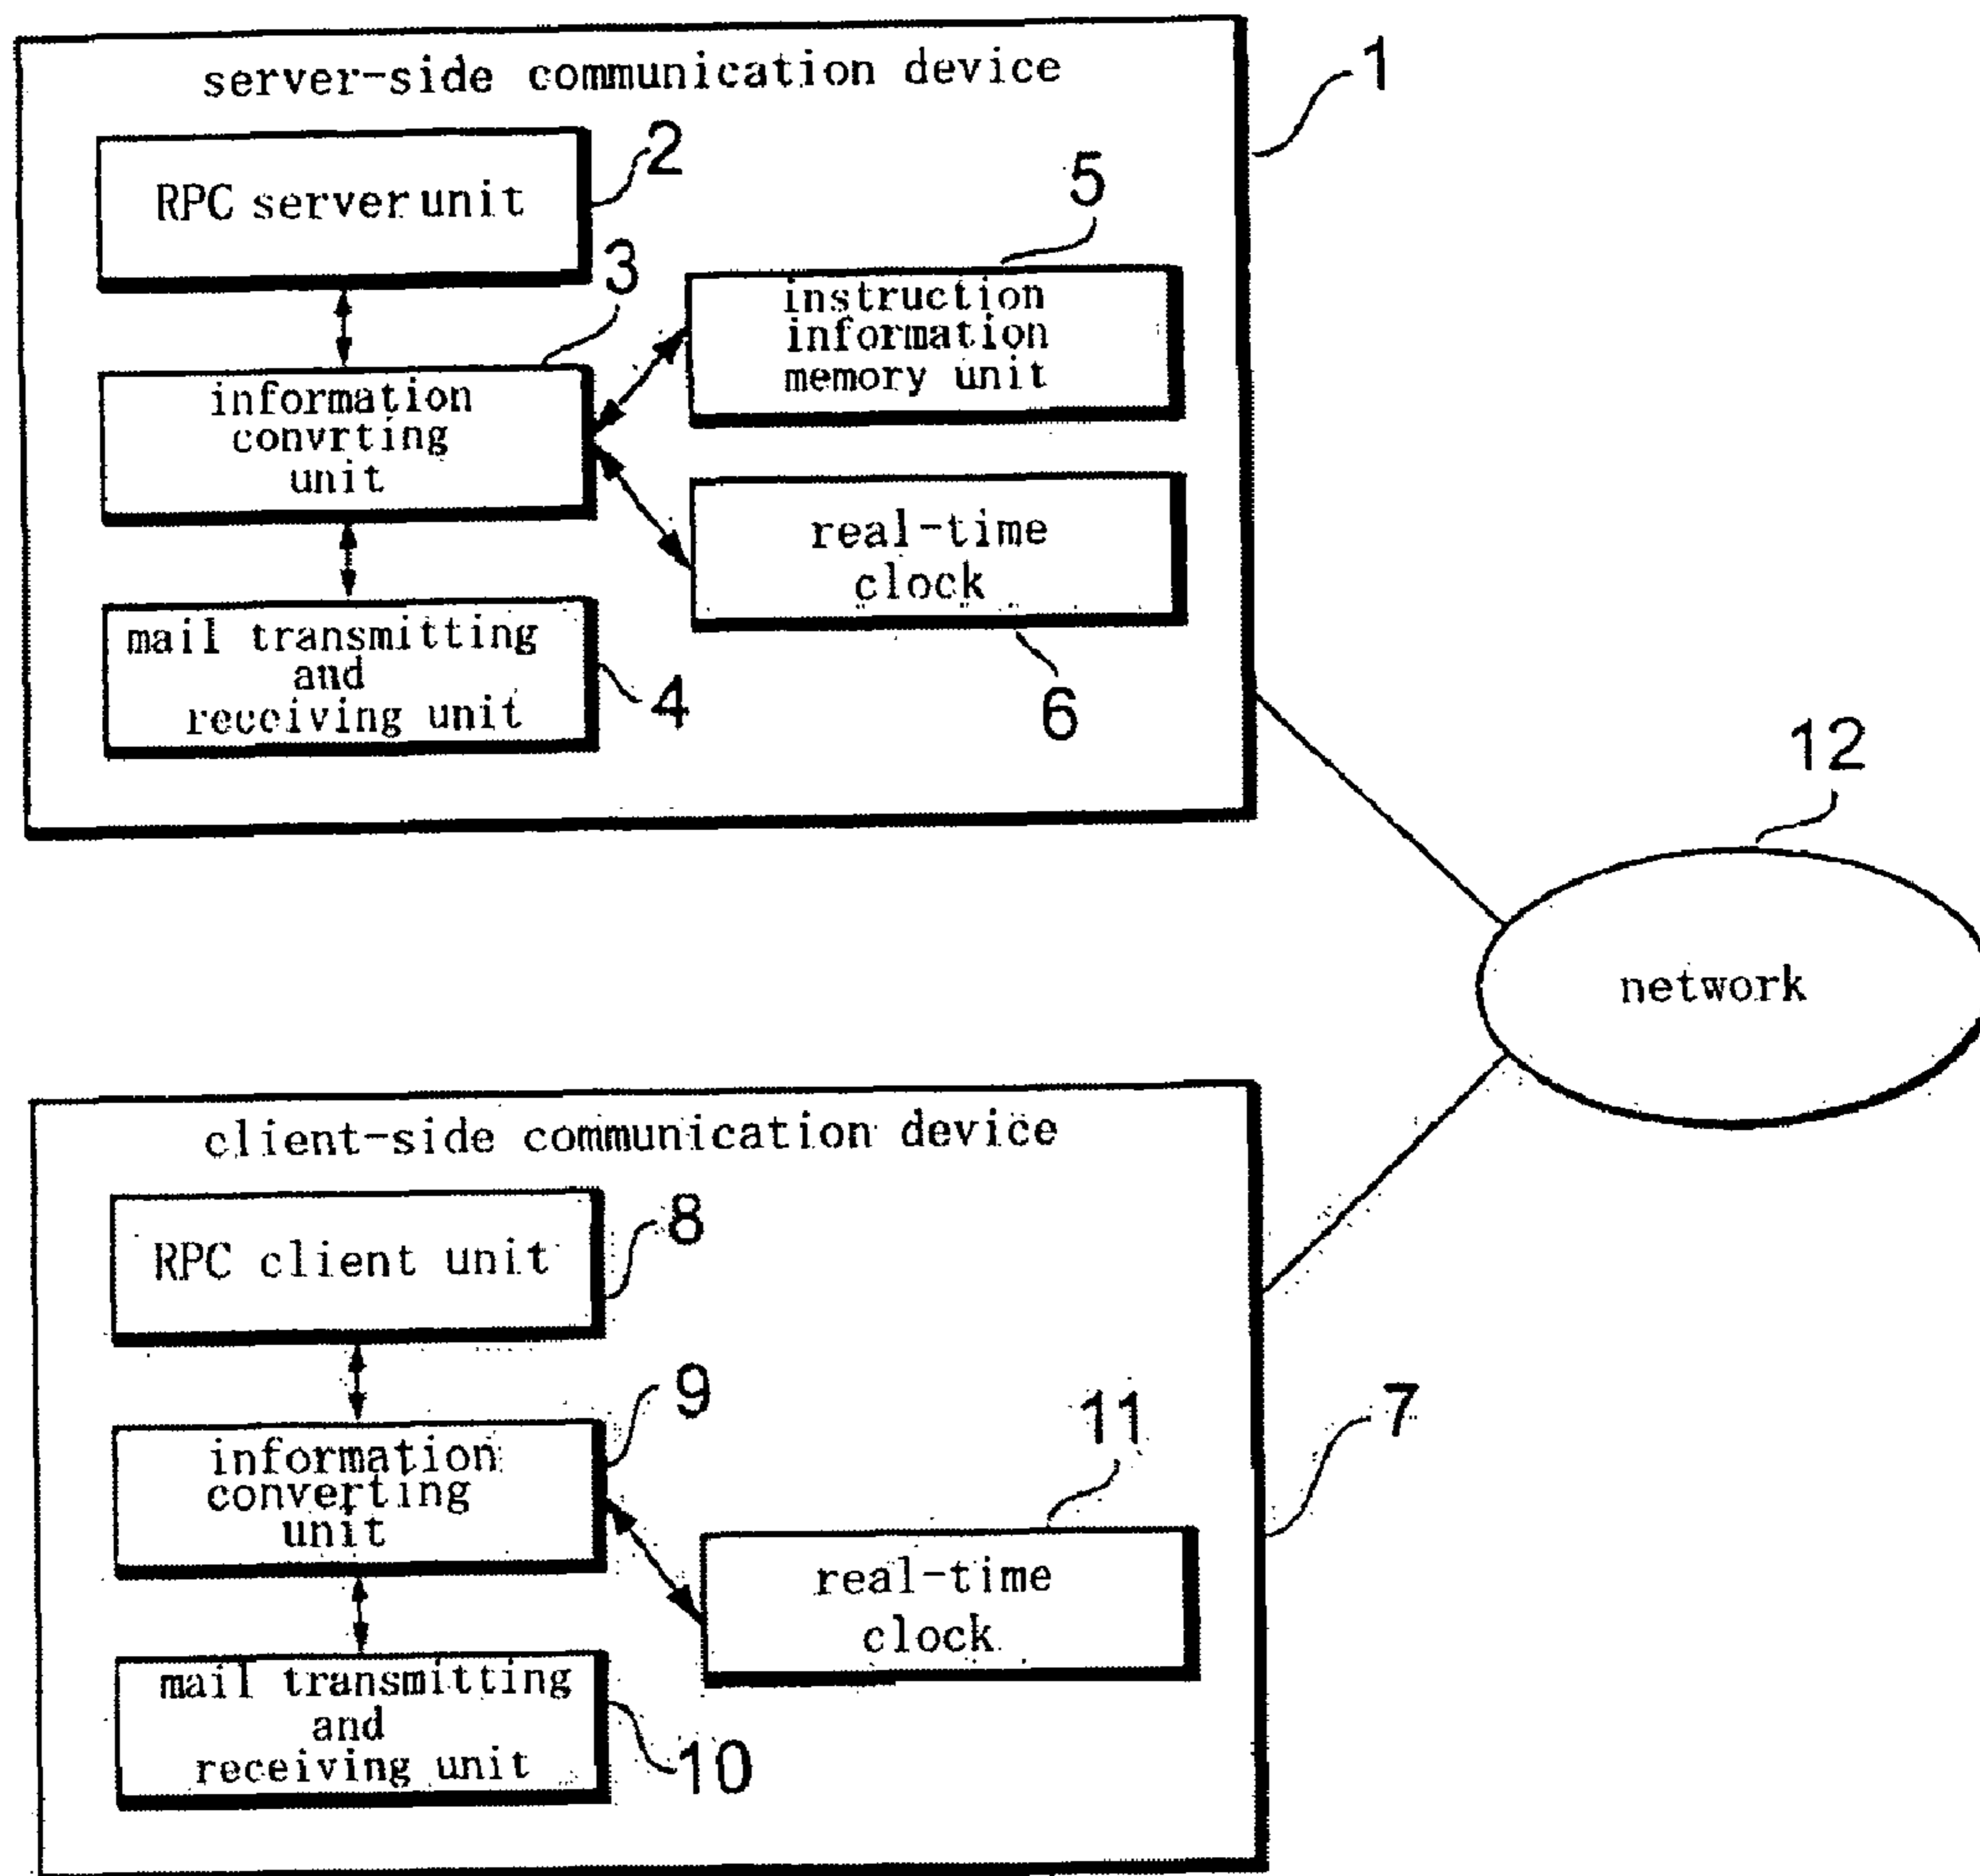 server-side communication device
1
RPC server unit
2
3
5
instruction
information
memory unit
information
convrting
unit
real-time
clock
mail transmitting
and
receiving unit
4
6
12
network
client-side communication device
RPC client unit
8
9
11
7
information
converting
unit
real-time
clock
mail transmitting
and
receiving unit
10